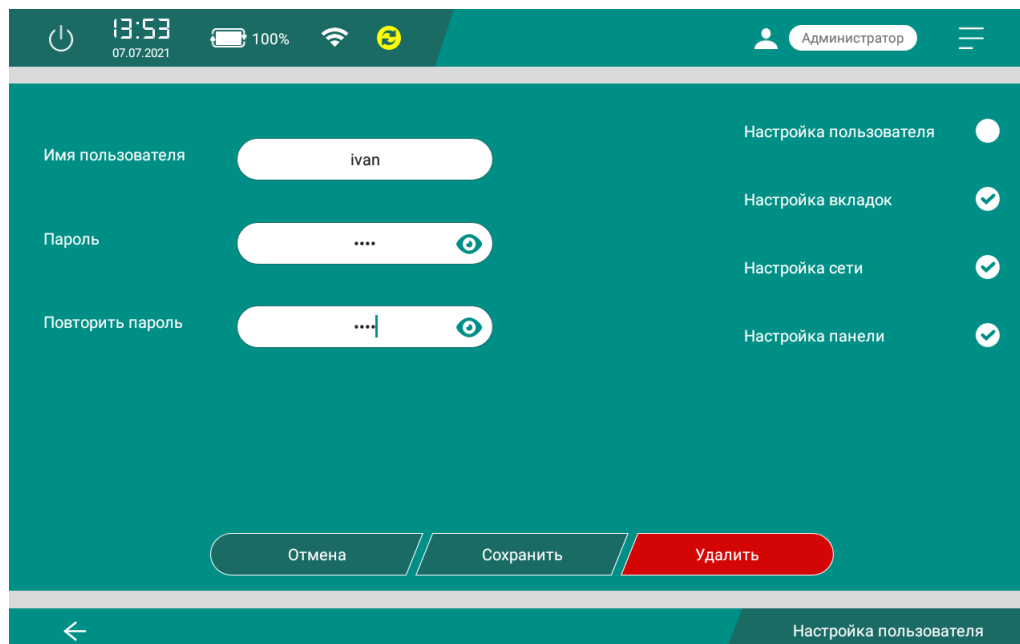 13:53
07.07.2021
100%
Администратор
Имя пользователя
ivan
Пароль
••••
Повторить пароль
••••
Настройка пользователя
Настройка вкладок
Настройка сети
Настройка панели
Отмена
Сохранить
Удалить
Настройка пользователя